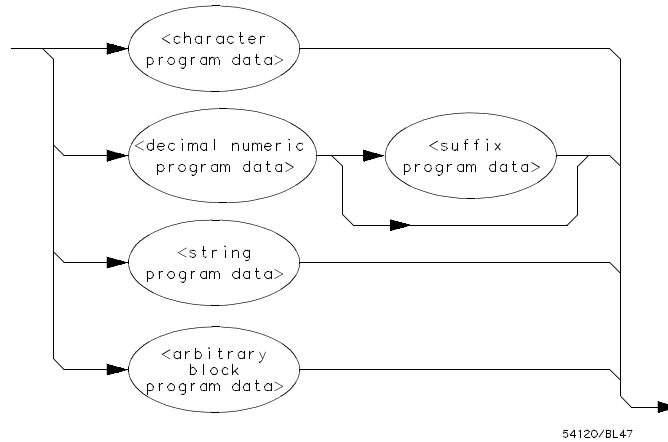 <character
program data>
<decimal numeric
program data>
<suffix
program data>
<string
program data>
<arbitrary
block
program data>
54120/BL47